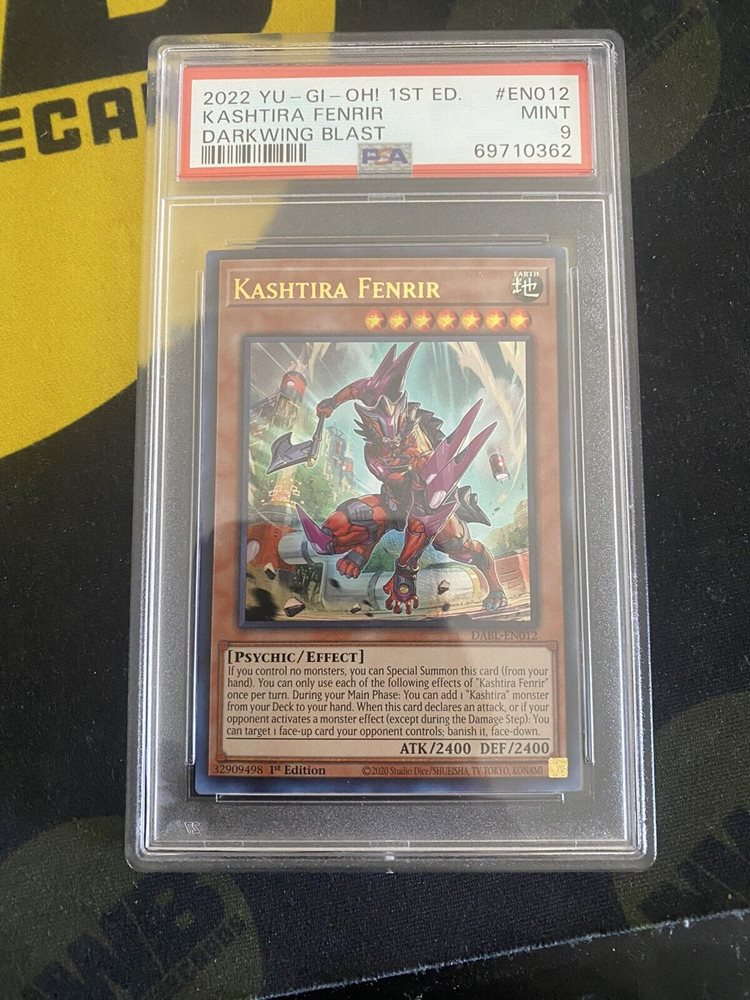 ECA
2022 YU-GI-OH! 1ST ED. #EN012
KASHTIRA FENRIR MINT
DARKWING BLAST 9
PSA 69710362
KASHTIRA FENRIR
EARTH
地
DABL-EN012
[PSYCHIC/EFFECT]
If you control no monsters, you can Special Summon this card (from your
hand). You can only use each of the following effects of "Kashtira Fenrir"
once per turn. During your Main Phase: You can add 1 "Kashtira" monster
from your Deck to your hand. When this card declares an attack, or if your
opponent activates a monster effect (except during the Damage Step): You
can target 1 face-up card your opponent controls; banish it, face-down.
ATK/2400 DEF/2400
32909498 1st Edition ©2020 Studio Dice/SHUEISHA, TV TOKYO, KONAMI